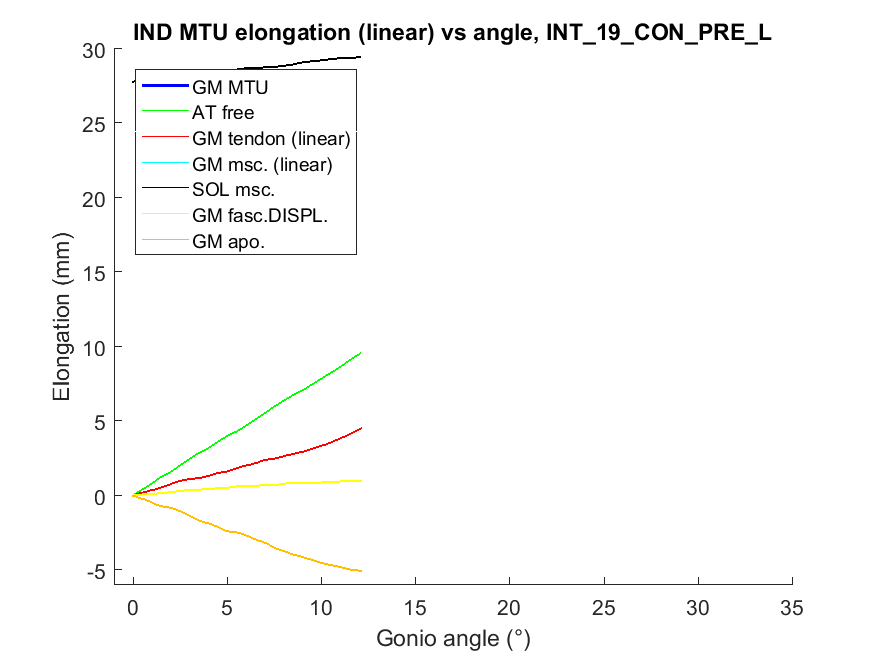 IND MTU elongation (linear) vs angle, INT_19_CON_PRE_L
30
25
20
15
10
5
0
-5
Elongation (mm)
GM MTU
AT free
GM tendon (linear)
GM msc. (linear)
SOL msc.
GM fasc.DISPL.
GM apo.
0 5 10 15 20 25 30 35
Gonio angle (°)